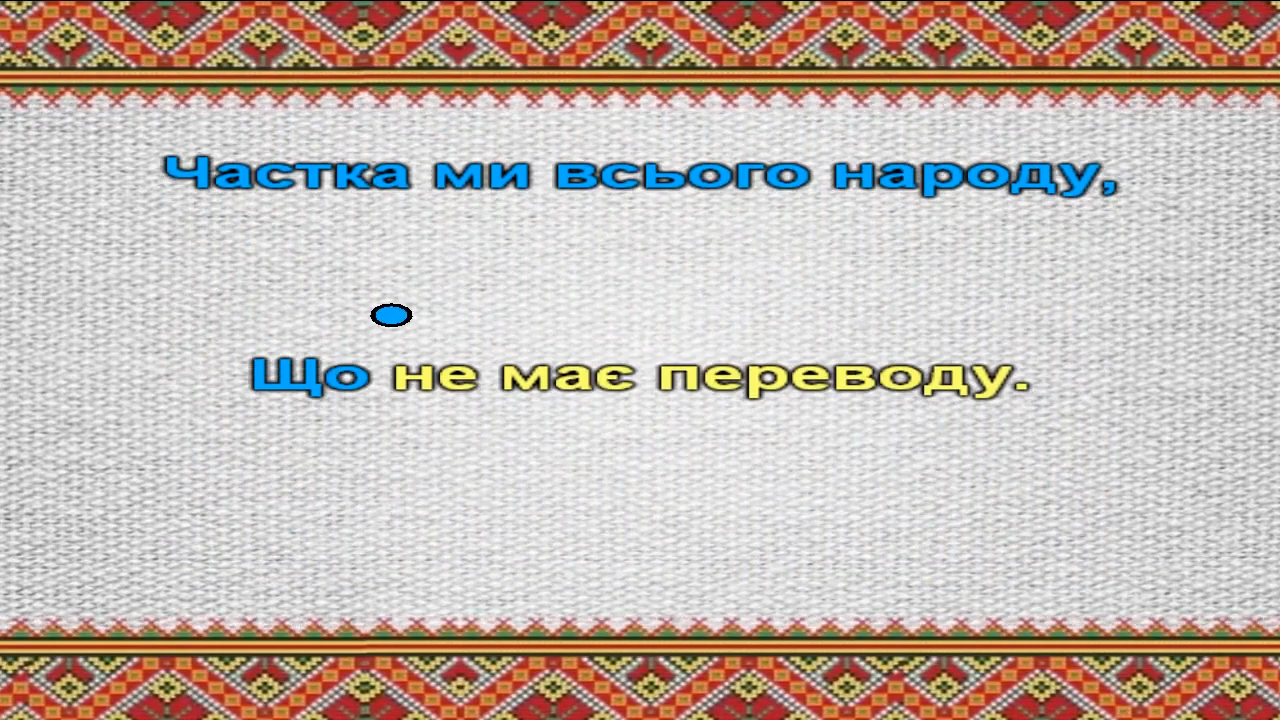 Частка ми всього народу,
Що не має переводу.